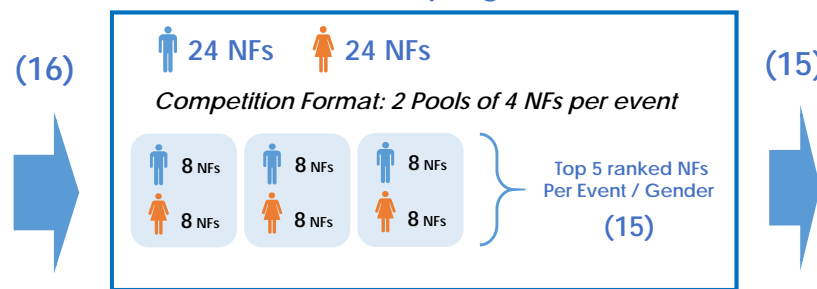 24 NFs 24 NFs
(16)
(15)
Competition Format: 2 Pools of 4 NFs per event
8 NFs 8 NFs 8 NFs
Top 5 ranked NFs
Per Event / Gender
8 NFs 8 NFs 8 NFs
(15)